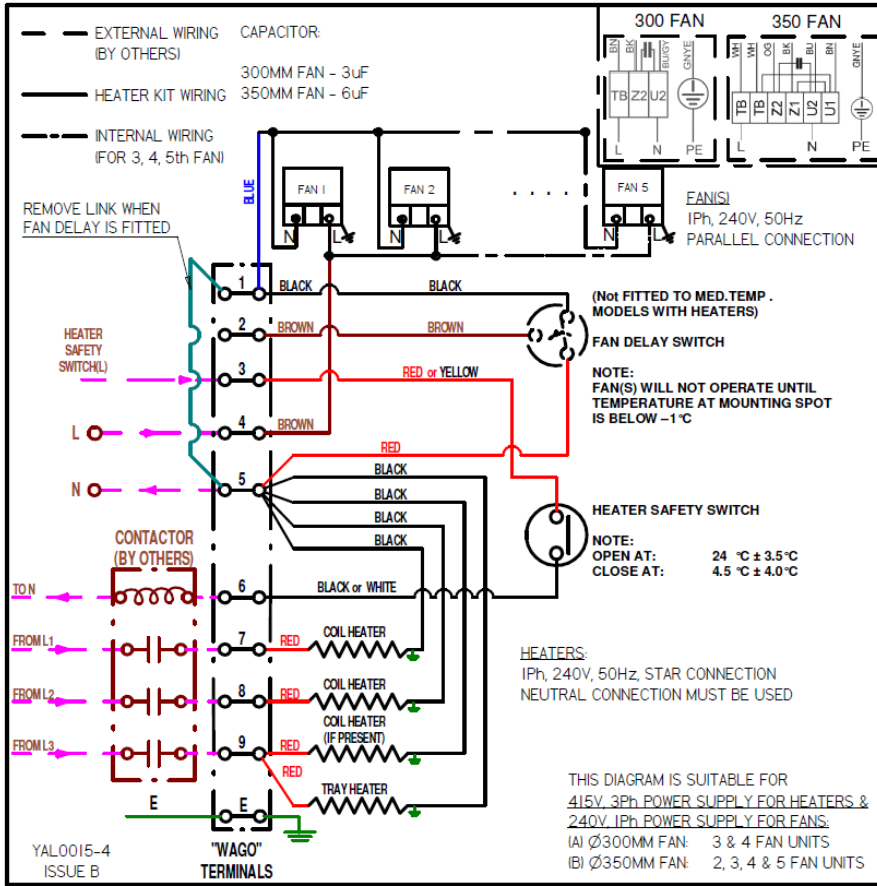 EXTERNAL WIRING
(BY OTHERS)
HEATER KIT WIRING
INTERNAL WIRING
(FOR 3, 4, 5th FAN)
CAPACITOR:
300MM FAN - 3uF
350MM FAN - 6uF
300 FAN
BN
BK
BU/GY
GNYE
TB Z2 U2
L N PE
350 FAN
WH
WH
OG
BK
BU
BN
GNYE
TB TB Z2 Z1 U2 U1
L N PE
REMOVE LINK WHEN
FAN DELAY IS FITTED
BLUE
FAN 1
N L
FAN 2
N L
. . . .
FAN 5
N L
FAN(S)
1Ph, 240V, 50Hz
PARALLEL CONNECTION
1
BLACK BLACK
2
BROWN BROWN
HEATER
SAFETY
SWITCH(L)
3
RED or YELLOW
L
4
BROWN
N
5
RED
BLACK
BLACK
BLACK
BLACK
(Not FITTED TO MED.TEMP .
MODELS WITH HEATERS)
FAN DELAY SWITCH
NOTE:
FAN(S) WILL NOT OPERATE UNTIL
TEMPERATURE AT MOUNTING SPOT
IS BELOW –1°C
HEATER SAFETY SWITCH
NOTE:
OPEN AT: 24 °C ± 3.5°C
CLOSE AT: 4.5 °C ± 4.0°C
CONTACTOR
(BY OTHERS)
TO N
6
BLACK or WHITE
FROM L1
7
RED
COIL HEATER
FROM L2
8
RED
COIL HEATER
FROM L3
9
RED
COIL HEATER
(IF PRESENT)
RED
TRAY HEATER
E
E
HEATERS:
1Ph, 240V, 50Hz, STAR CONNECTION
NEUTRAL CONNECTION MUST BE USED
THIS DIAGRAM IS SUITABLE FOR
415V, 3Ph POWER SUPPLY FOR HEATERS &
240V, 1Ph POWER SUPPLY FOR FANS:
(A) Ø300MM FAN: 3 & 4 FAN UNITS
(B) Ø350MM FAN: 2, 3, 4 & 5 FAN UNITS
YAL0015-4
ISSUE B
"WAGO"
TERMINALS